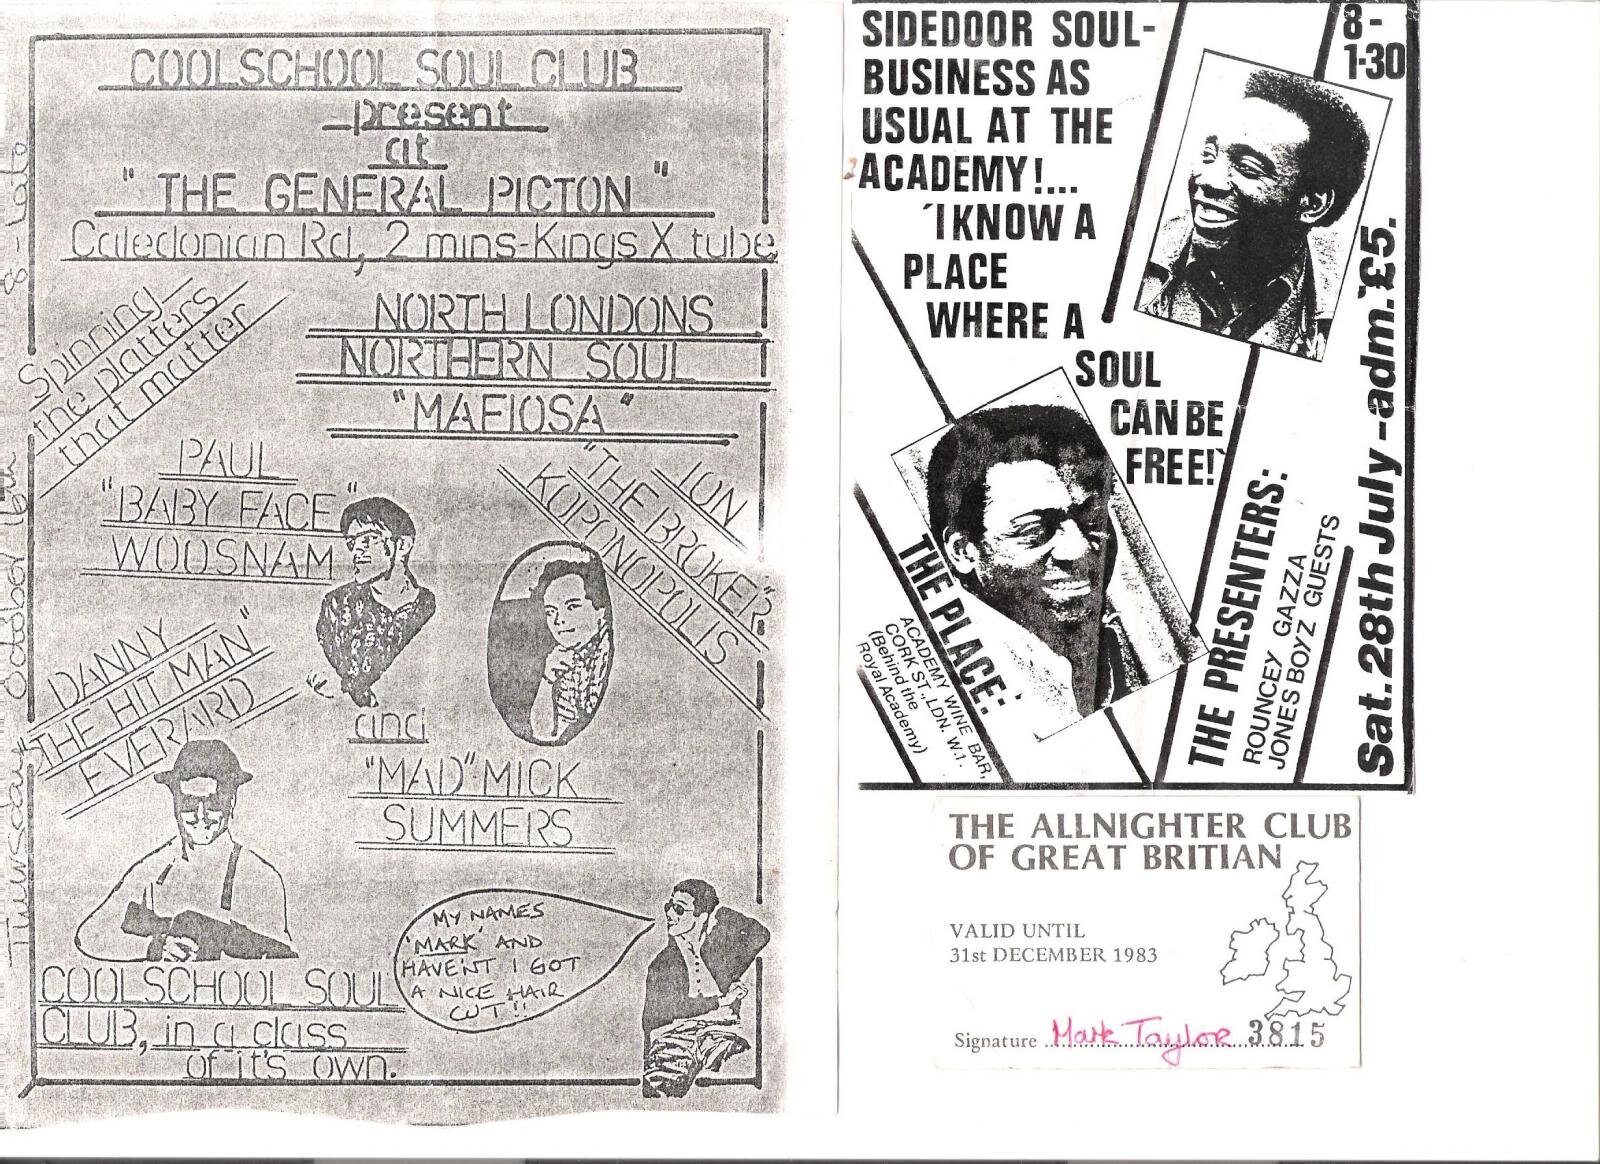 COOLSCHOOL SOUL CLUB
present
at
" THE GENERAL PICTON "
Caledonian Rd, 2 mins-Kings X tube
Thursday October 16th 8 - Late
Spinning
the platters
that matter
NORTH LONDONS
NORTHERN SOUL
"MAFIOSA"
PAUL
"BABY FACE"
WOOSNAM
ION
"THE BROKER"
KOPONOPOLIS
DANNY
"THE HIT MAN"
EVERARD
and
"MAD" MICK
SUMMERS
MY NAMES
'MARK' AND
HAVEN'T I GOT
A NICE HAIR
CUT!!
COOLSCHOOL SOUL
CLUB, in a class
of it's own.
SIDEDOOR SOUL-
BUSINESS AS
USUAL AT THE
ACADEMY!...
'I KNOW A
PLACE
WHERE A
SOUL
CAN BE
FREE!'
8-
1·30
THE PLACE:
ACADEMY WINE BAR,
CORK ST., LDN. W.1.
(Behind the
Royal Academy)
THE PRESENTERS:
ROUNCEY GAZZA
JONES BOYZ GUESTS
Sat. 28th July -adm. £5.
THE ALLNIGHTER CLUB
OF GREAT BRITIAN
VALID UNTIL
31st DECEMBER 1983
Signature Mark Taylor 3815